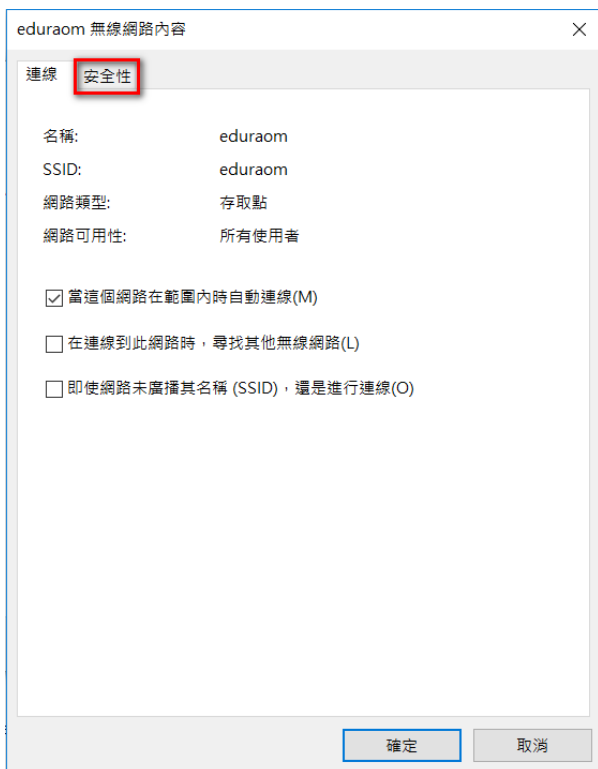 eduraom 無線網路內容
連線 安全性
名稱: eduraom
SSID: eduraom
網路類型: 存取點
網路可用性: 所有使用者
當這個網路在範圍內時自動連線(M)
在連線到此網路時，尋找其他無線網路(L)
即使網路未廣播其名稱 (SSID)，還是進行連線(O)
確定 取消